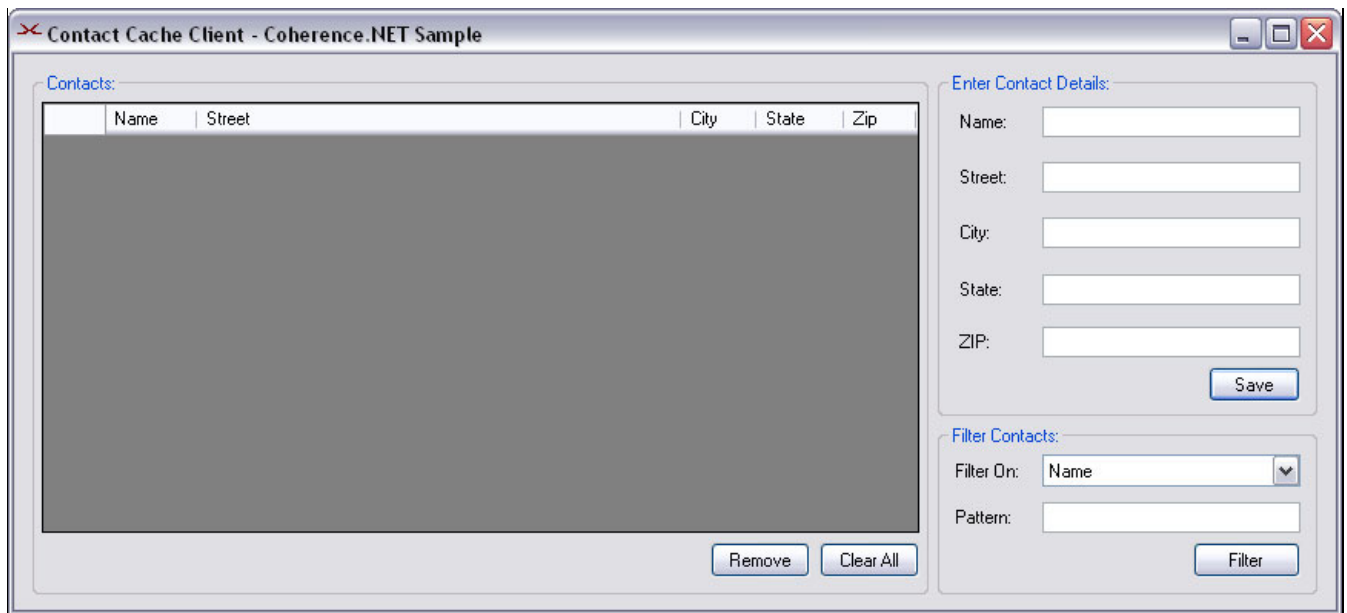 Contact Cache Client - Coherence.NET Sample
Contacts:
Name Street City State Zip
Remove Clear All
Enter Contact Details:
Name:
Street:
City:
State:
ZIP:
Save
Filter Contacts:
Filter On: Name
Pattern:
Filter